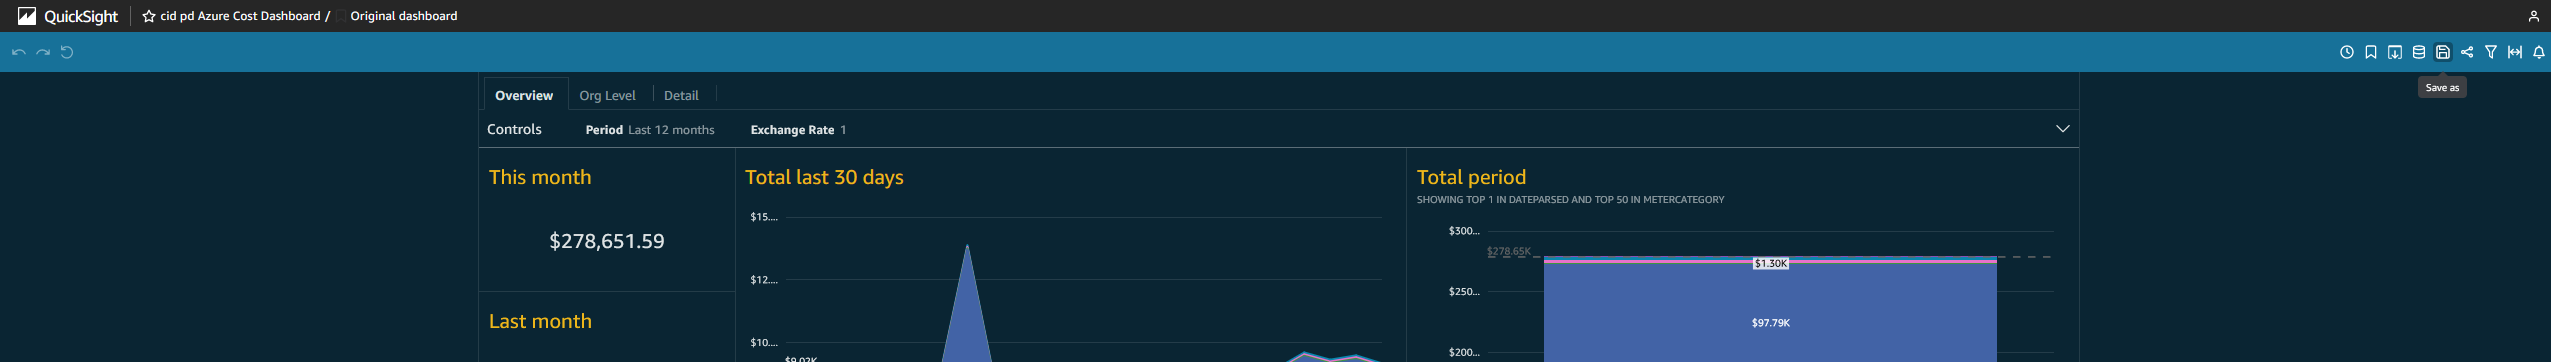 QuickSight
cid pd Azure Cost Dashboard / Original dashboard
Save as
Overview
Org Level
Detail
Controls
Period Last 12 months
Exchange Rate 1
This month
$278,651.59
Last month
Total last 30 days
$15....
$12....
$10....
$9.02K
Total period
SHOWING TOP 1 IN DATEPARSED AND TOP 50 IN METERCATEGORY
$300...
$278.65K
$1.30K
$250...
$97.79K
$200...